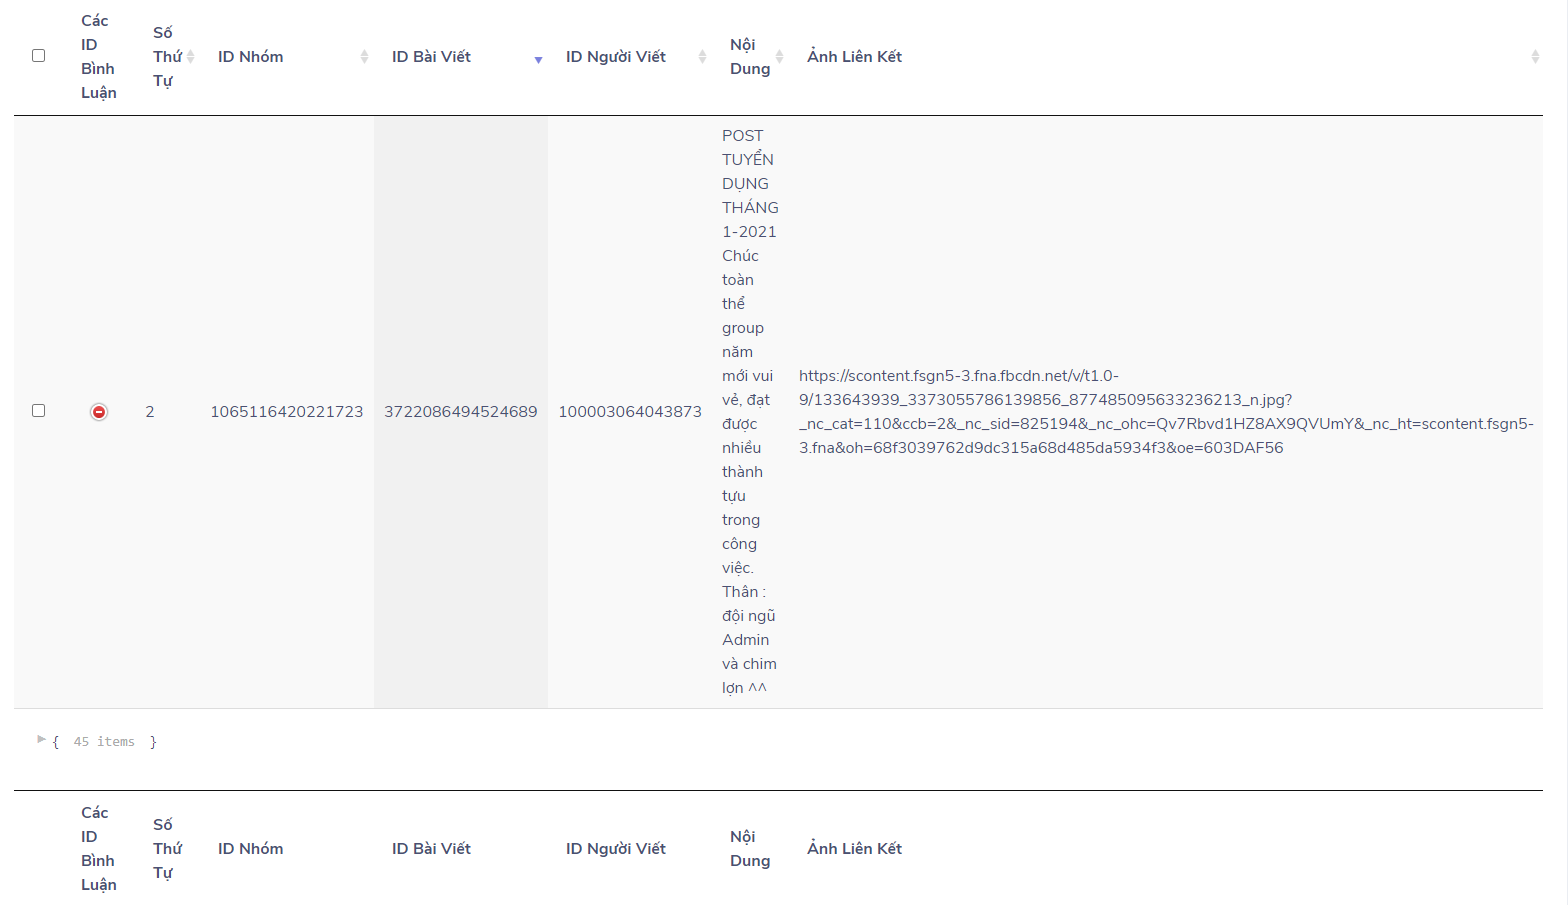 Các
ID
Bình
Luận
Số
Thứ
Tự
ID Nhóm
ID Bài Viết
ID Người Viết
Nội
Dung
Ảnh Liên Kết
2
1065116420221723
3722086494524689
100003064043873
POST
TUYỂN
DỤNG
THÁNG
1-2021
Chúc
toàn
thể
group
năm
mới vui
vẻ, đạt
được
nhiều
thành
tựu
trong
công
việc.
Thân :
đội ngũ
Admin
và chim
lợn ^^
https://scontent.fsgn5-3.fna.fbcdn.net/v/t1.0-
9/133643939_3373055786139856_877485095633236213_n.jpg?
_nc_cat=110&ccb=2&_nc_sid=825194&_nc_ohc=Qv7Rbvd1HZ8AX9QVUmY&_nc_ht=scontent.fsgn5-
3.fna&oh=68f3039762d9dc315a68d485da5934f3&oe=603DAF56
{ 45 items }
Các
ID
Bình
Luận
Số
Thứ
Tự
ID Nhóm
ID Bài Viết
ID Người Viết
Nội
Dung
Ảnh Liên Kết